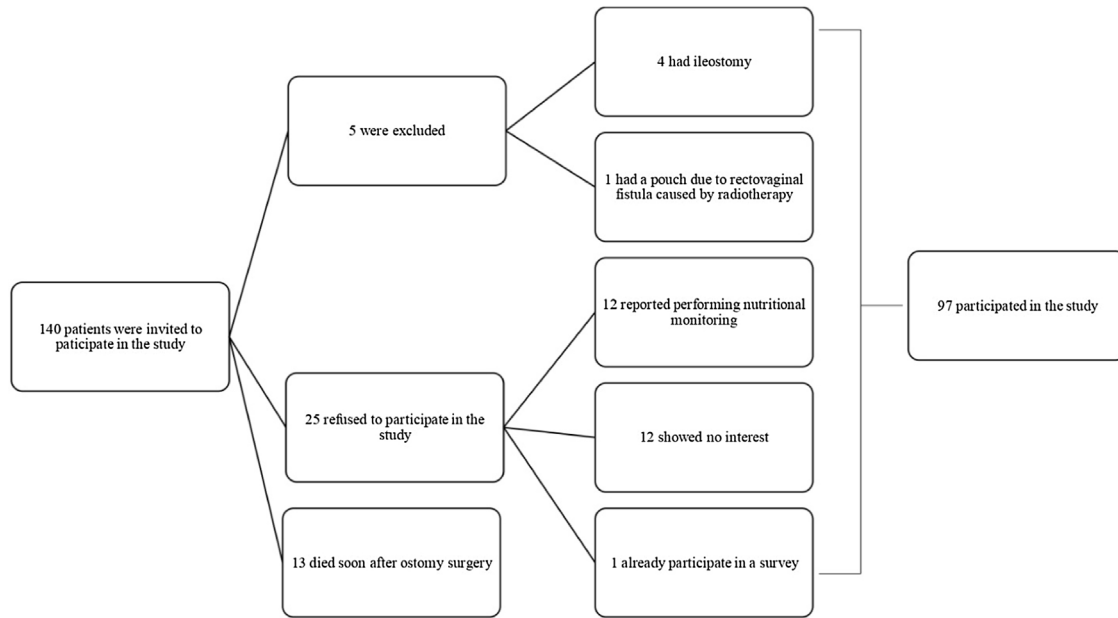 4 had ileostomy
5 were excluded
1 had a pouch due to rectovaginal
fistula caused by radiotherapy
140 patients were invited to
paticipate in the study
12 reported performing nutritional
monitoring
97 participated in the study
25 refused to participate in the
study
12 showed no interest
13 died soon after ostomy surgery
1 already participate in a survey